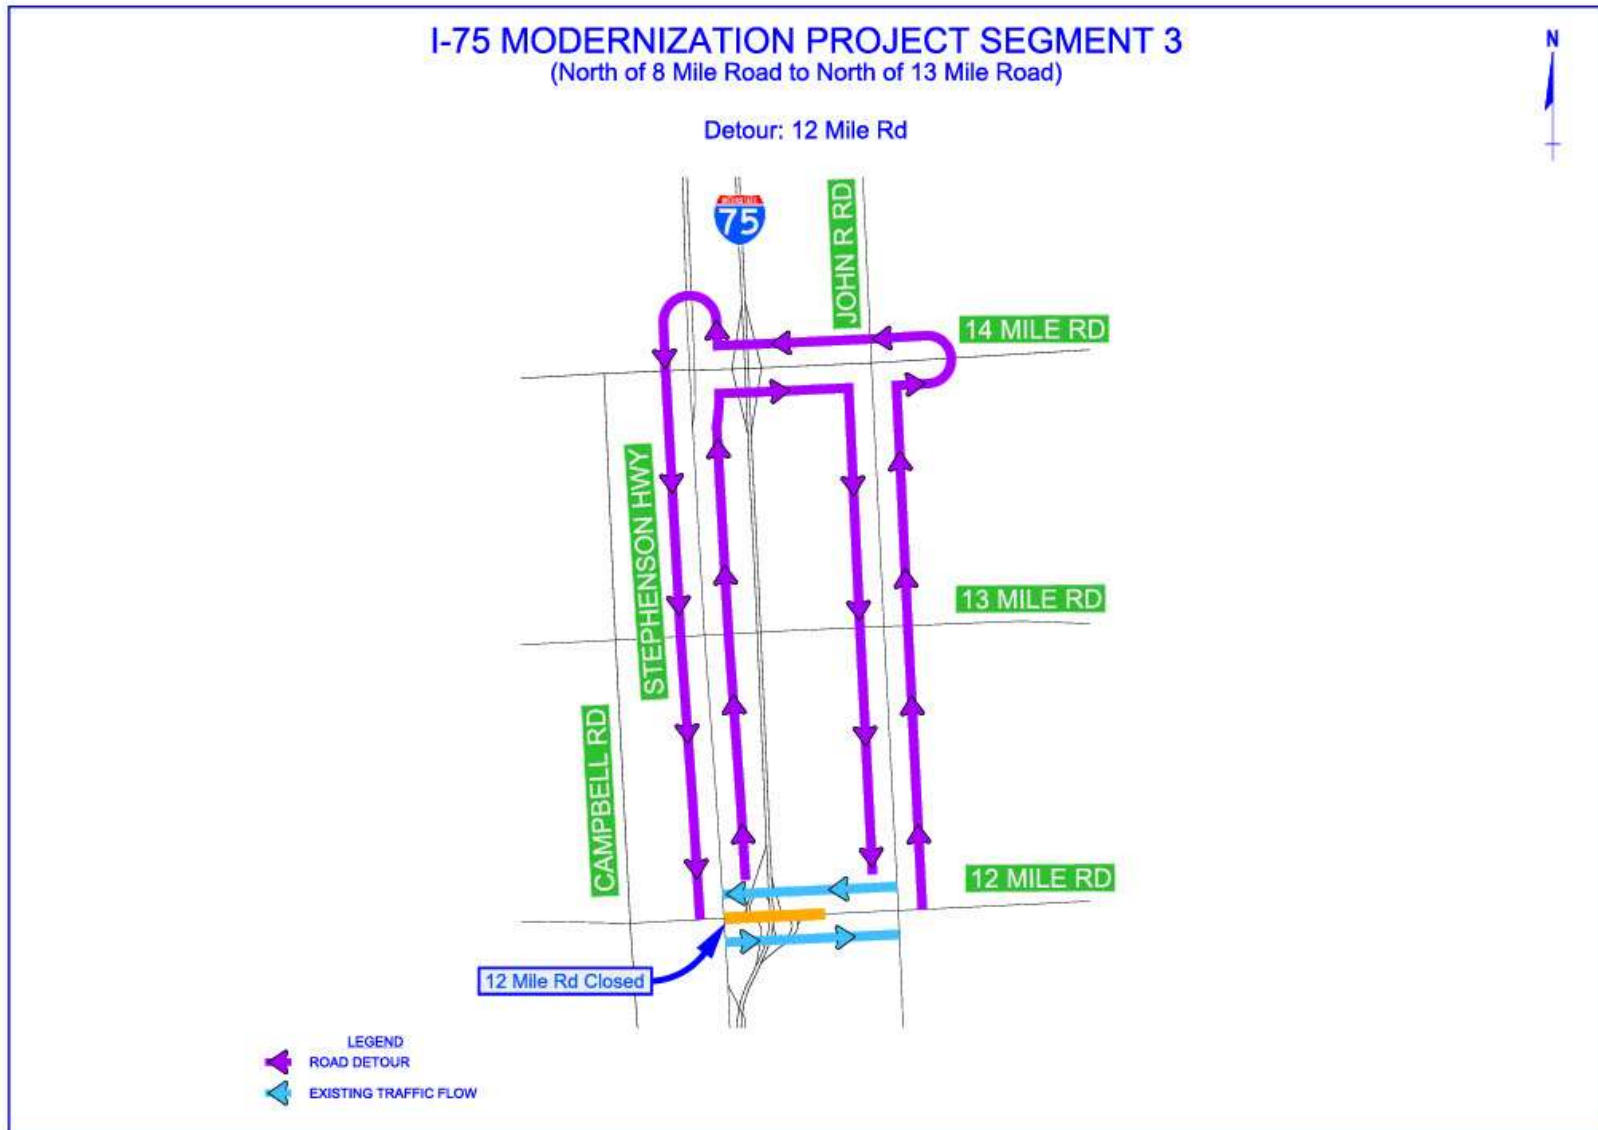 I-75 MODERNIZATION PROJECT SEGMENT 3
(North of 8 Mile Road to North of 13 Mile Road)
N
Detour: 12 Mile Rd
75
JOHN R RD
14 MILE RD
STEPHENSON HWY
13 MILE RD
CAMPBELL RD
12 MILE RD
12 Mile Rd Closed
LEGEND
ROAD DETOUR
EXISTING TRAFFIC FLOW